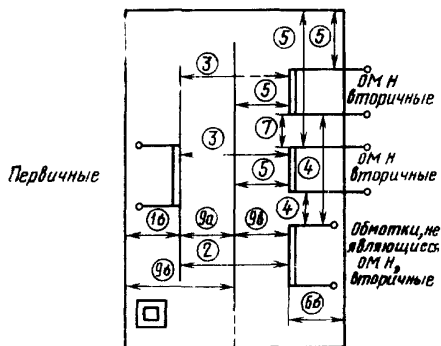 5
5
3
ОМ Н
вторичные
5
7
3
ОМ Н
вторичные
4
5
Первичные
4
1б
9а
9б
Обмотки, не
являющиеся
ОМ Н,
вторичные
2
9б
6б